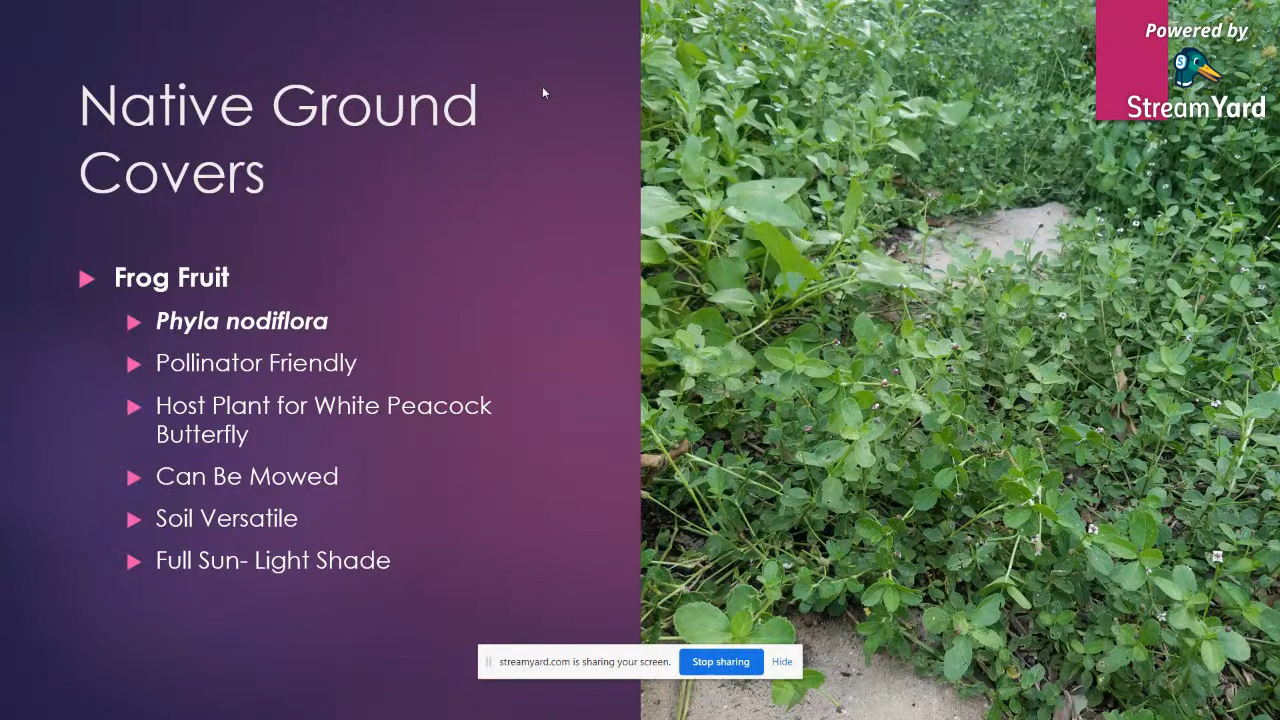 Native Ground
Covers
Frog Fruit
Phyla nodiflora
Pollinator Friendly
Host Plant for White Peacock
Butterfly
Can Be Mowed
Soil Versatile
Full Sun- Light Shade
Powered by
StreamYard
streamyard.com is sharing your screen. Stop sharing Hide